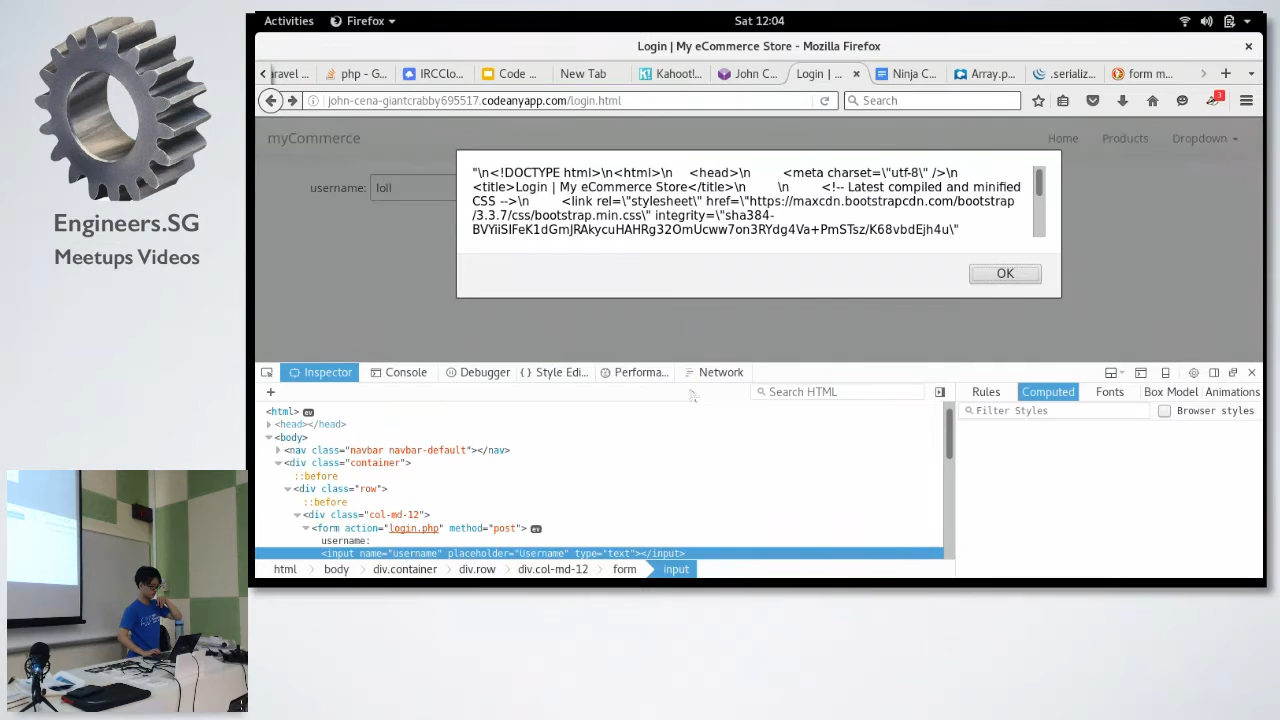 Engineers.SG
Meetups Videos
Activities Firefox Sat 12:04
Login | My eCommerce Store - Mozilla Firefox
aravel ... php - G... IRCClo... Code ... New Tab Kahoot! John C... Login | ... Ninja C... Array.p... .serializ... form m...
john-cena-giantcrabby695517.codeanyapp.com/login.html Search 3
myCommerce Home Products Dropdown
username: loll
"\n<!DOCTYPE html>\n<html>\n <head>\n <meta charset=\"utf-8\" />\n
<title>Login | My eCommerce Store</title>\n \n <!-- Latest compiled and minified
CSS -->\n <link rel=\"stylesheet\" href=\"https://maxcdn.bootstrapcdn.com/bootstrap
/3.3.7/css/bootstrap.min.css\" integrity=\"sha384-
BVYiiSIFeK1dGmJRAkycuHAHRg32OmUcww7on3RYdg4Va+PmSTsz/K68vbdEjh4u\"
OK
Inspector Console Debugger Style Edi... Performa... Network
+ Search HTML Rules Computed Fonts Box Model Animations
Filter Styles Browser styles
<html> ev
<head></head>
<body>
<nav class="navbar navbar-default"></nav>
<div class="container">
::before
<div class="row">
::before
<div class="col-md-12">
<form action="login.php" method="post"> ev
username:
<input name="username" placeholder="Username" type="text"></input>
html body div.container div.row div.col-md-12 form input